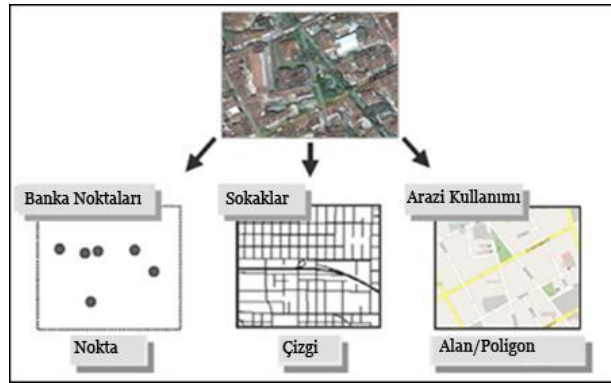 Banka Noktaları
Sokaklar
Arazi Kullanımı
Nokta
Çizgi
Alan/Poligon